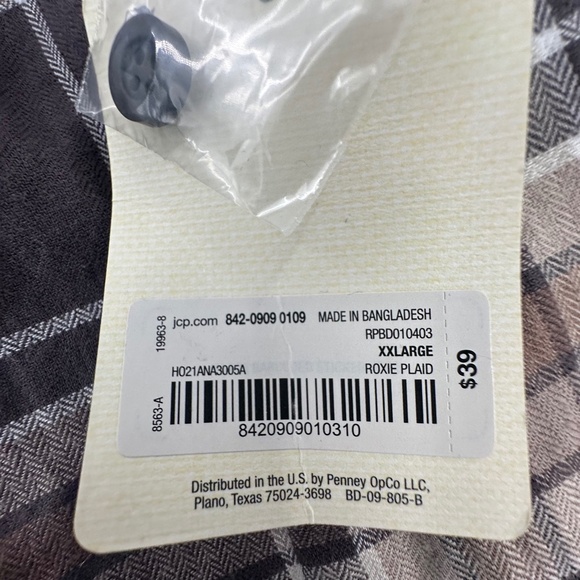 jcp.com 842-0909 0109 MADE IN BANGLADESH
RPBD010403
XXLARGE
H021ANA3005A ROXIE PLAID
8420909010310
19963-8
8563-A
$39
Distributed in the U.S. by Penney OpCo LLC,
Plano, Texas 75024-3698 BD-09-805-B